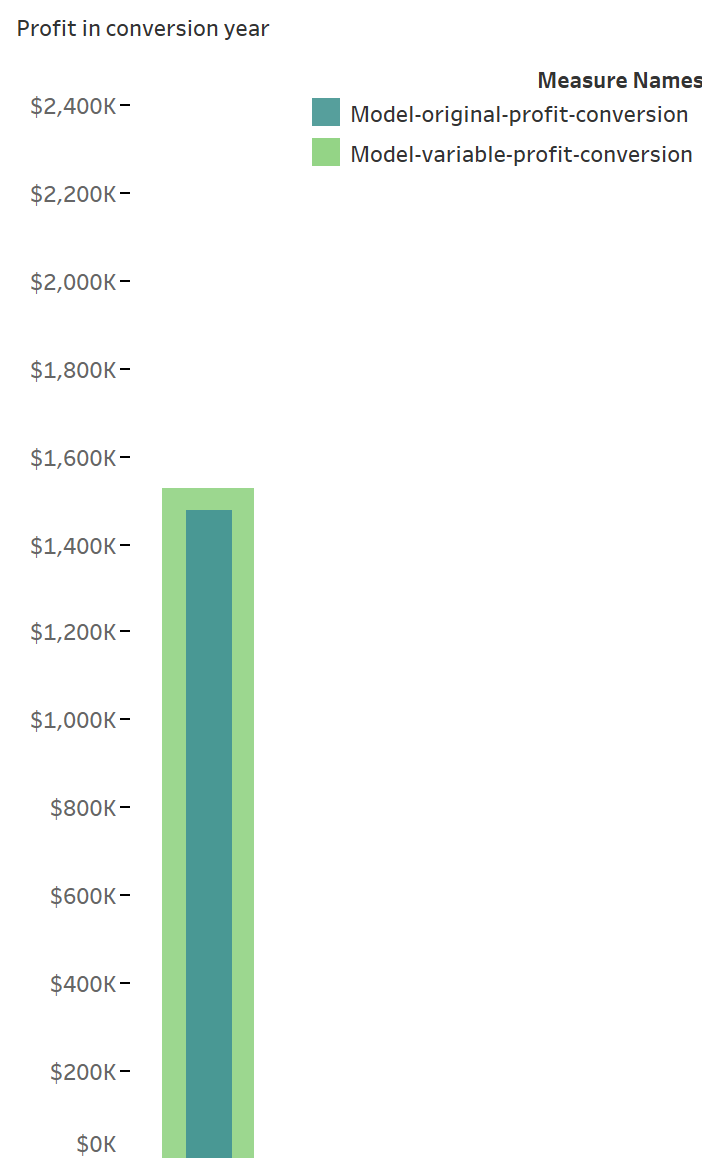 Profit in conversion year
Measure Names
Model-original-profit-conversion
Model-variable-profit-conversion
$2,400K
$2,200K
$2,000K
$1,800K
$1,600K
$1,400K
$1,200K
$1,000K
$800K
$600K
$400K
$200K
$0K